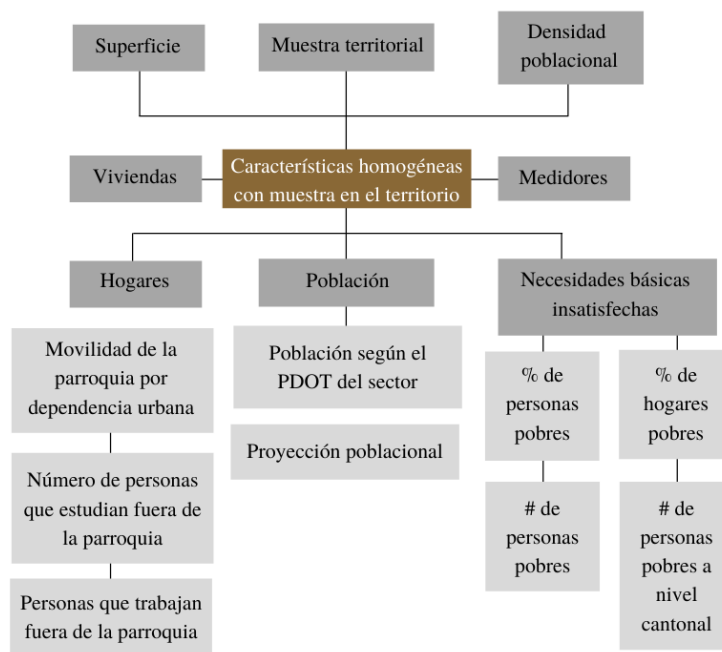 Superficie
Muestra territorial
Densidad
poblacional
Viviendas
Características homogéneas
con muestra en el territorio
Medidores
Hogares
Población
Necesidades básicas
insatisfechas
Movilidad de la
parroquia por
dependencia urbana
Número de personas
que estudian fuera de
la parroquia
Personas que trabajan
fuera de la parroquia
Población según el
PDOT del sector
Proyección poblacional
% de
personas
pobres
# de
personas
pobres
% de
hogares
pobres
# de
personas
pobres a
nivel
cantonal